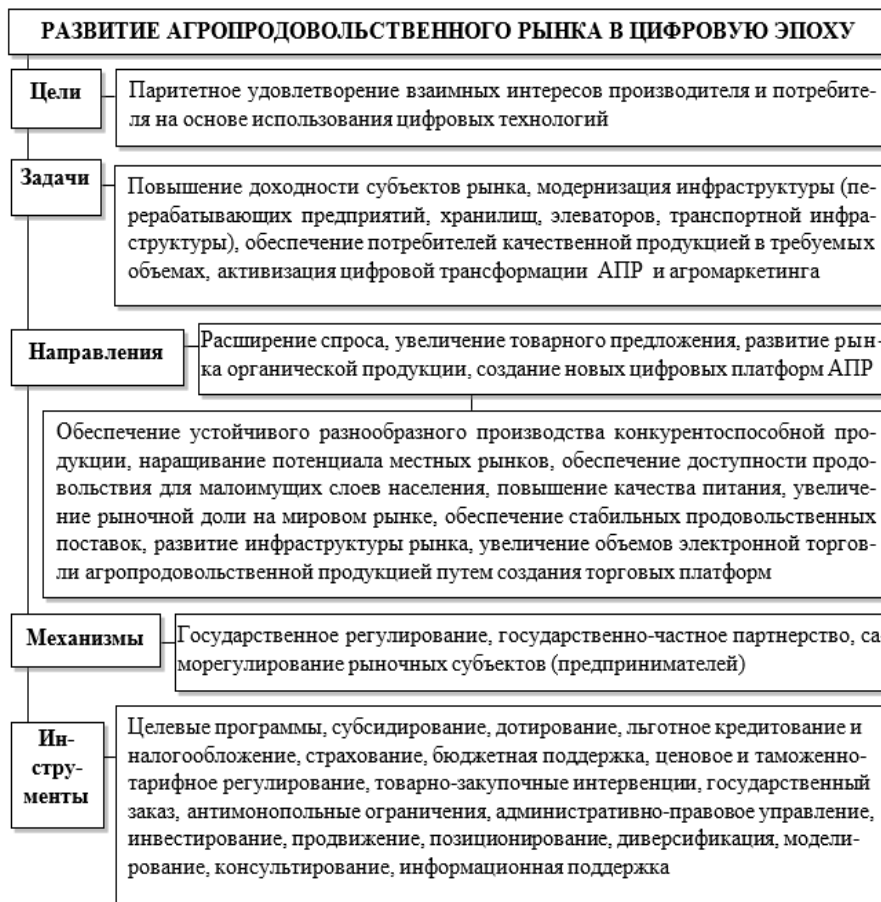 РАЗВИТИЕ АГРОПРОДОВОЛЬСТВЕННОГО РЫНКА В ЦИФРОВУЮ ЭПОХУ
Цели
Паритетное удовлетворение взаимных интересов производителя и потребите-
ля на основе использования цифровых технологий
Задачи
Повышение доходности субъектов рынка, модернизация инфраструктуры (пе-
рерабатывающих предприятий, хранилищ, элеваторов, транспортной инфра-
структуры), обеспечение потребителей качественной продукцией в требуемых
объемах, активизация цифровой трансформации АПР и агромаркетинга
Направления
Расширение спроса, увеличение товарного предложения, развитие рын-
ка органической продукции, создание новых цифровых платформ АПР
Обеспечение устойчивого разнообразного производства конкурентоспособной про-
дукции, наращивание потенциала местных рынков, обеспечение доступности продо-
вольствия для малоимущих слоев населения, повышение качества питания, увеличе-
ние рыночной доли на мировом рынке, обеспечение стабильных продовольственных
поставок, развитие инфраструктуры рынка, увеличение объемов электронной торгов-
ли агропродовольственной продукцией путем создания торговых платформ
Механизмы
Государственное регулирование, государственно-частное партнерство, са
морегулирование рыночных субъектов (предпринимателей)
Ин-
стру-
менты
Целевые программы, субсидирование, дотирование, льготное кредитование и
налогообложение, страхование, бюджетная поддержка, ценовое и таможенно-
тарифное регулирование, товарно-закупочные интервенции, государственный
заказ, антимонопольные ограничения, административно-правовое управление,
инвестирование, продвижение, позиционирование, диверсификация, модели-
рование, консультирование, информационная поддержка